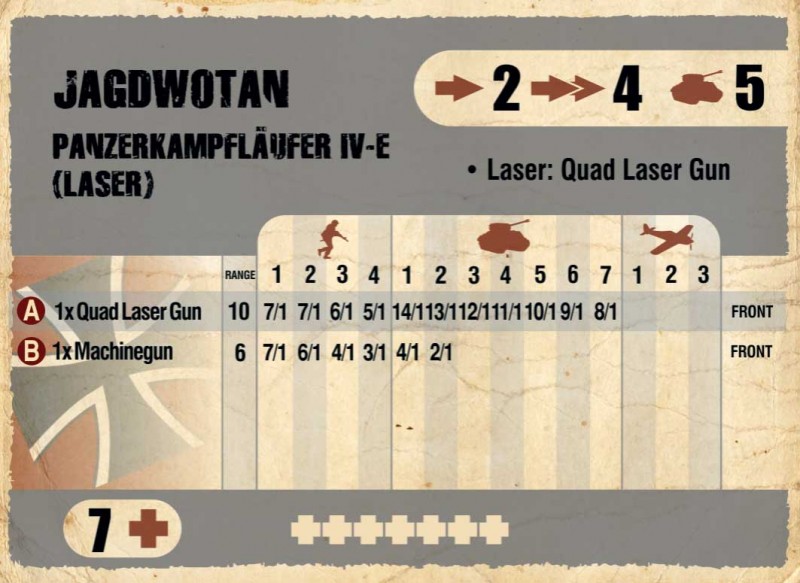 JAGDWOTAN
2 4 5
PANZERKAMPFLÄUFER IV-E
(LASER)
• Laser: Quad Laser Gun
RANGE 1 2 3 4 1 2 3 4 5 6 7 1 2 3
A 1x Quad Laser Gun 10 7/1 7/1 6/1 5/1 14/1 13/1 12/1 11/1 10/1 9/1 8/1 FRONT
B 1x Machinegun 6 7/1 6/1 4/1 3/1 4/1 2/1 FRONT
7